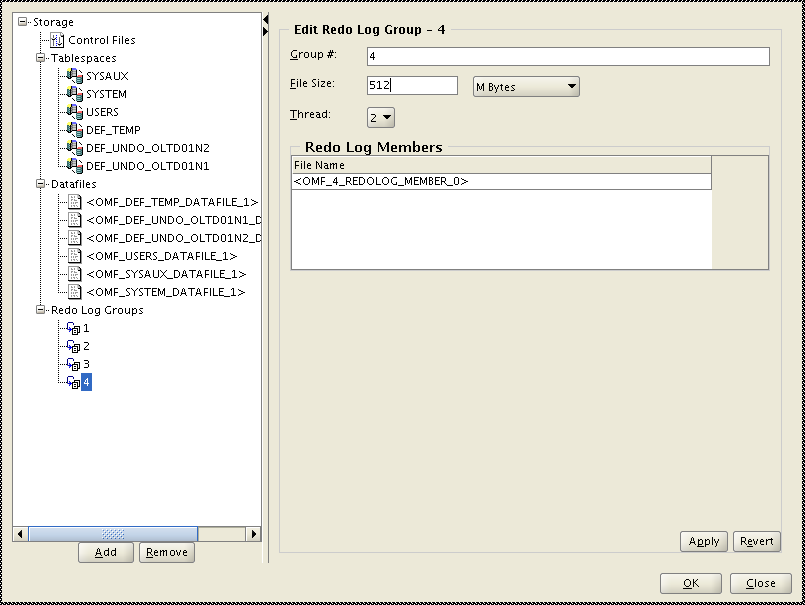 Storage
Control Files
Tablespaces
SYSAUX
SYSTEM
USERS
DEF_TEMP
DEF_UNDO_OLTD01N2
DEF_UNDO_OLTD01N1
Datafiles
<OMF_DEF_TEMP_DATAFILE_1>
<OMF_DEF_UNDO_OLTD01N1_D
<OMF_DEF_UNDO_OLTD01N2_D
<OMF_USERS_DATAFILE_1>
<OMF_SYSAUX_DATAFILE_1>
<OMF_SYSTEM_DATAFILE_1>
Redo Log Groups
1
2
3
4
Add Remove
Edit Redo Log Group - 4
Group #: 4
File Size: 512 M Bytes
Thread: 2
Redo Log Members
File Name
<OMF_4_REDOLOG_MEMBER_0>
Apply Revert
OK Close